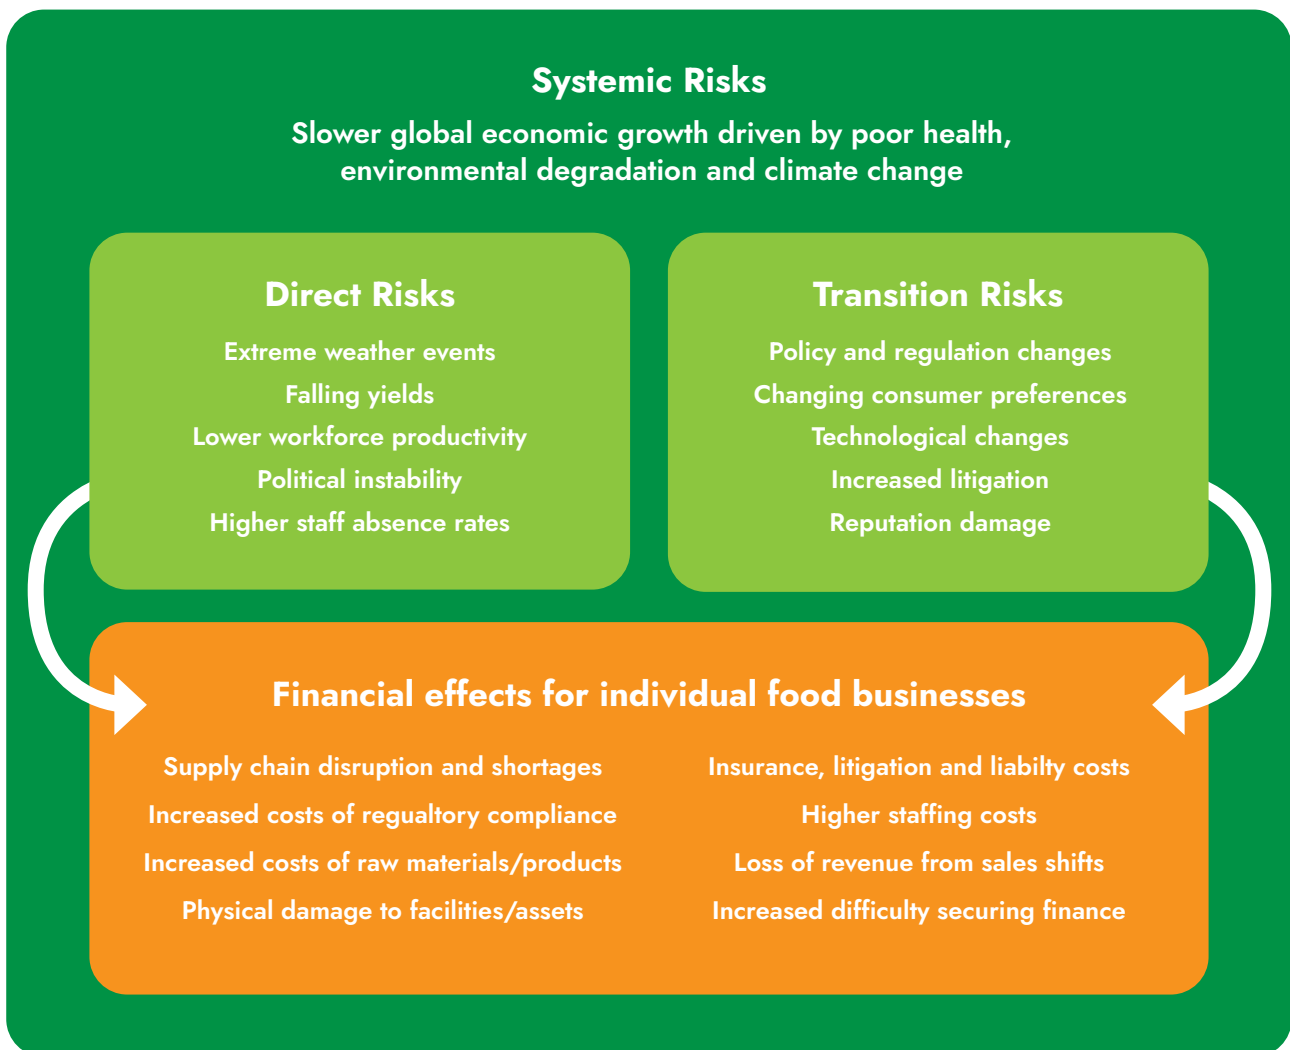 Systemic Risks
Slower global economic growth driven by poor health,
environmental degradation and climate change
Direct Risks
Extreme weather events
Falling yields
Lower workforce productivity
Political instability
Higher staff absence rates
Transition Risks
Policy and regulation changes
Changing consumer preferences
Technological changes
Increased litigation
Reputation damage
Financial effects for individual food businesses
Supply chain disruption and shortages
Increased costs of regualtory compliance
Increased costs of raw materials/products
Physical damage to facilities/assets
Insurance, litigation and liabilty costs
Higher staffing costs
Loss of revenue from sales shifts
Increased difficulty securing finance